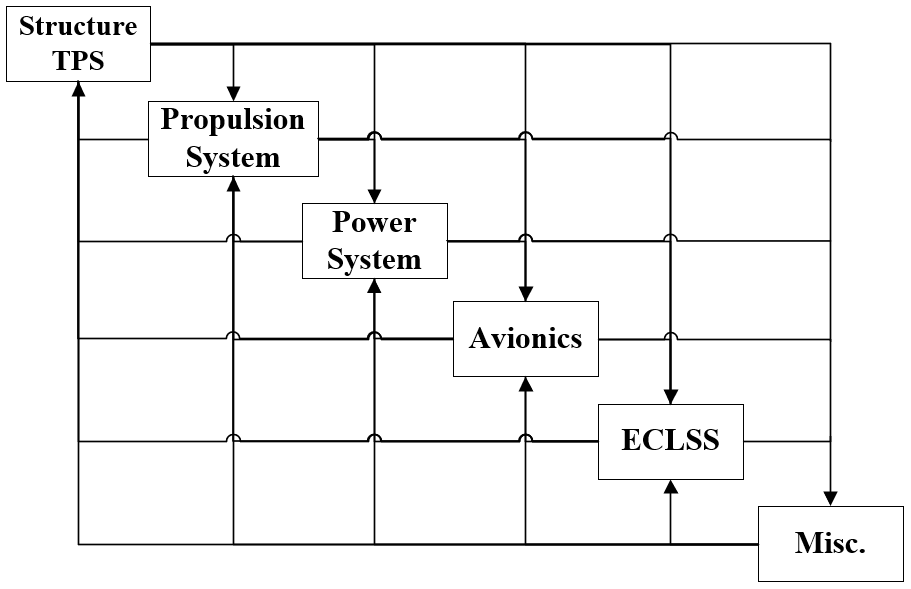 Structure
TPS
Propulsion
System
Power
System
Avionics
ECLSS
Misc.